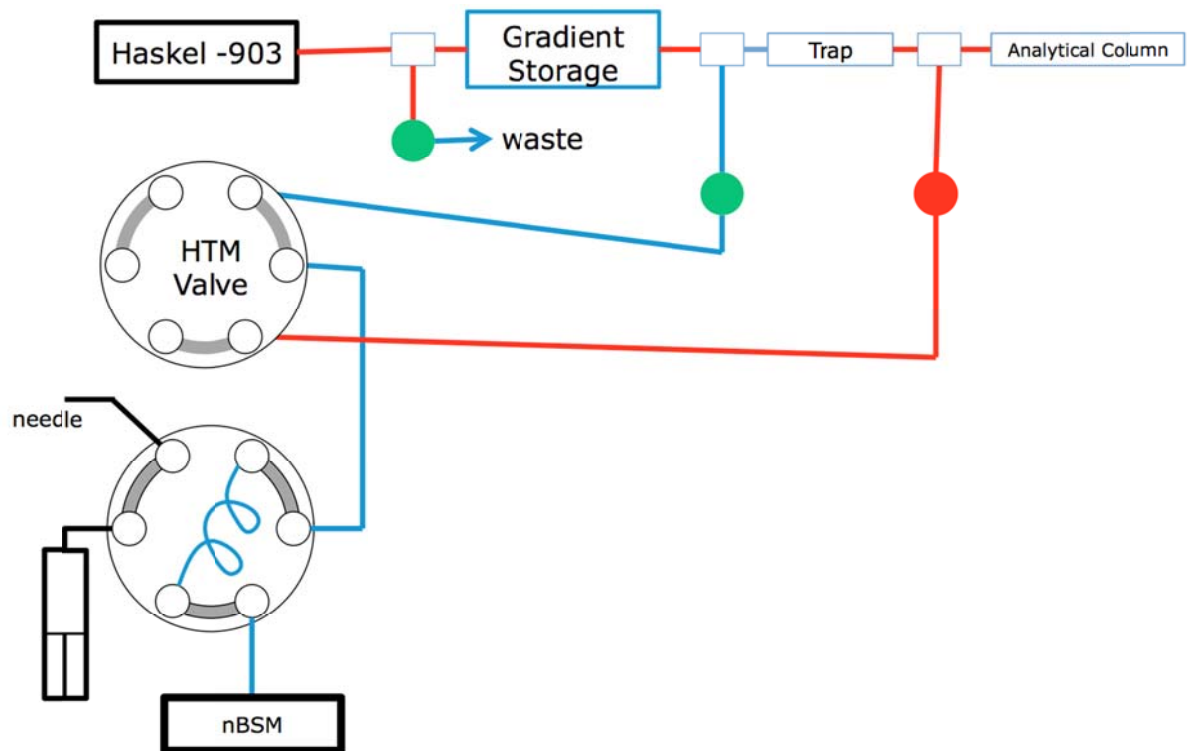 Haskel -903
Gradient
Storage
Trap
Analytical Column
waste
HTM
Valve
needle
nBSM